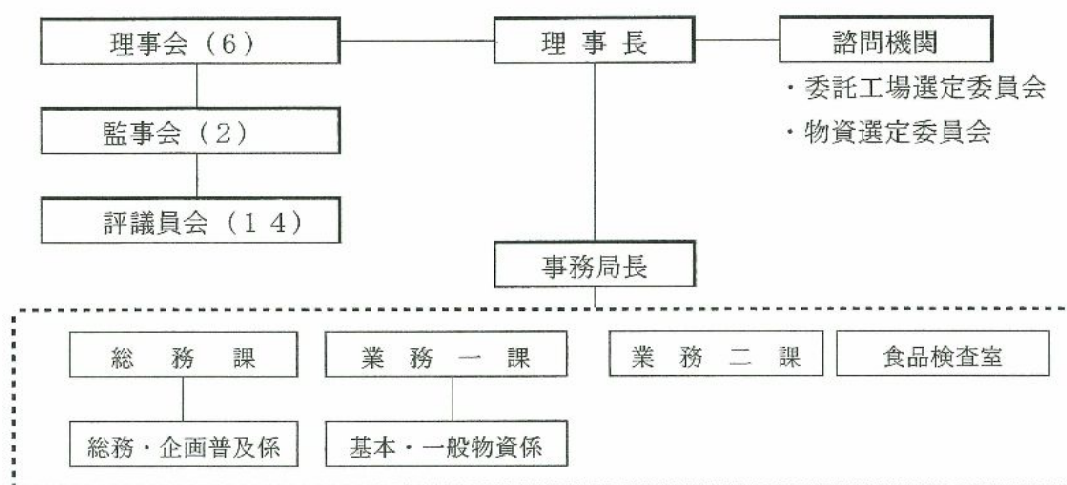 理事会（6） 理 事 長 諮問機関
・委託工場選定委員会
監事会（2） ・物資選定委員会
評議員会（１４）
事務局長
総 務 課 業 務 一 課 業 務 二 課 食品検査室
総務・企画普及係 基本・一般物資係